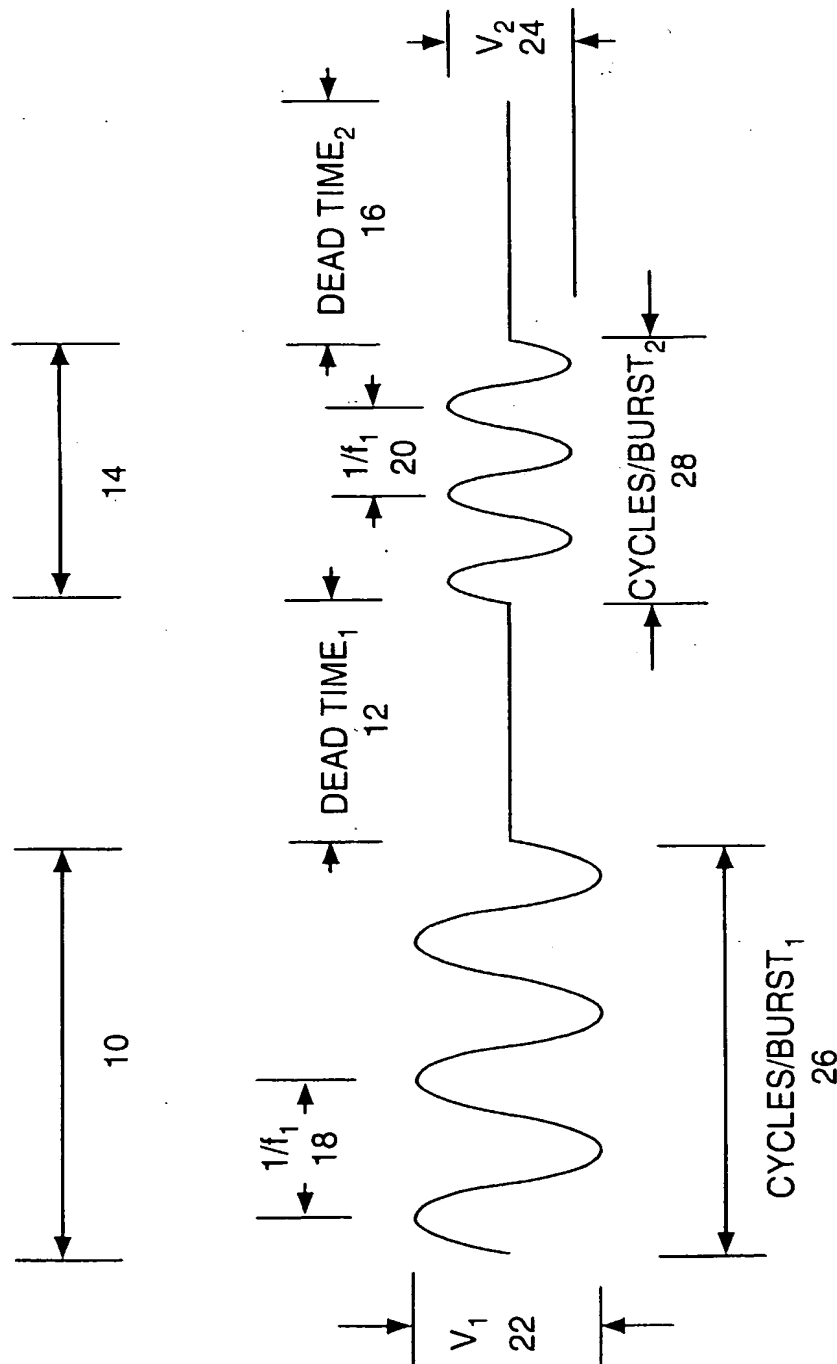 10
14
1/f₁
18
DEAD TIME₁
12
1/f₁
20
DEAD TIME₂
16
V₁
22
V₂
24
CYCLES/BURST₁
26
CYCLES/BURST₂
28